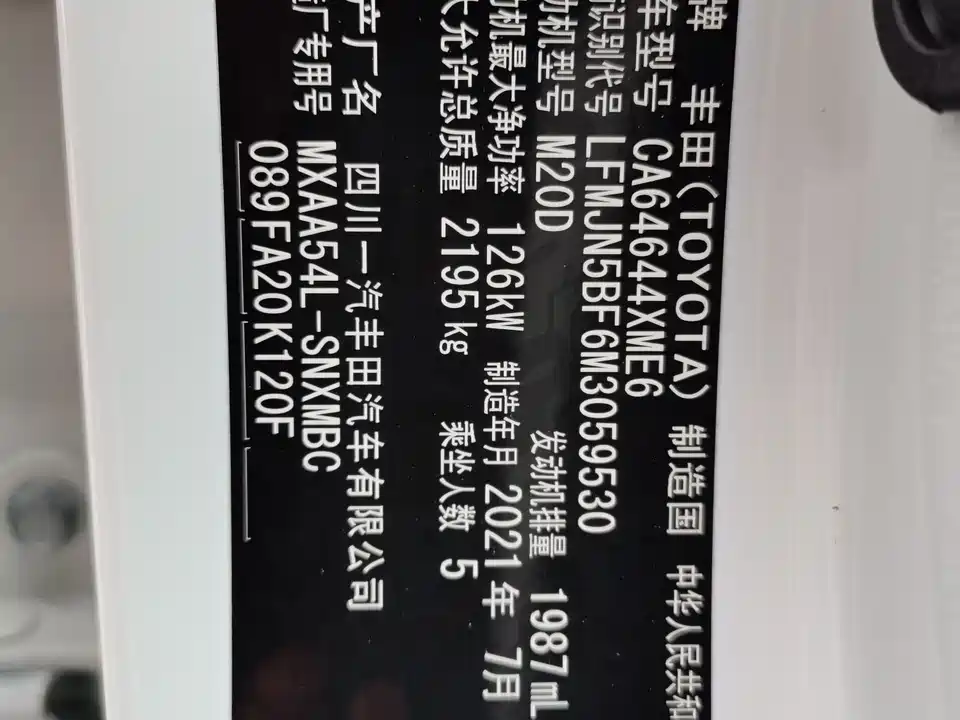 牌 丰田(TOYOTA) 制造国 中华人民共和
车型号 CA64644XME6
识别代号 LFMJN5BF6M3059530
动机型号 M20D 发动机排量 1987mL
动机最大净功率 126kW 制造年月 2021年 7月
大允许总质量 2195kg 乘坐人数 5
产厂名 四川一汽丰田汽车有限公司
厂专用号 MXAA54L-SNXMBC
089FA20K120F